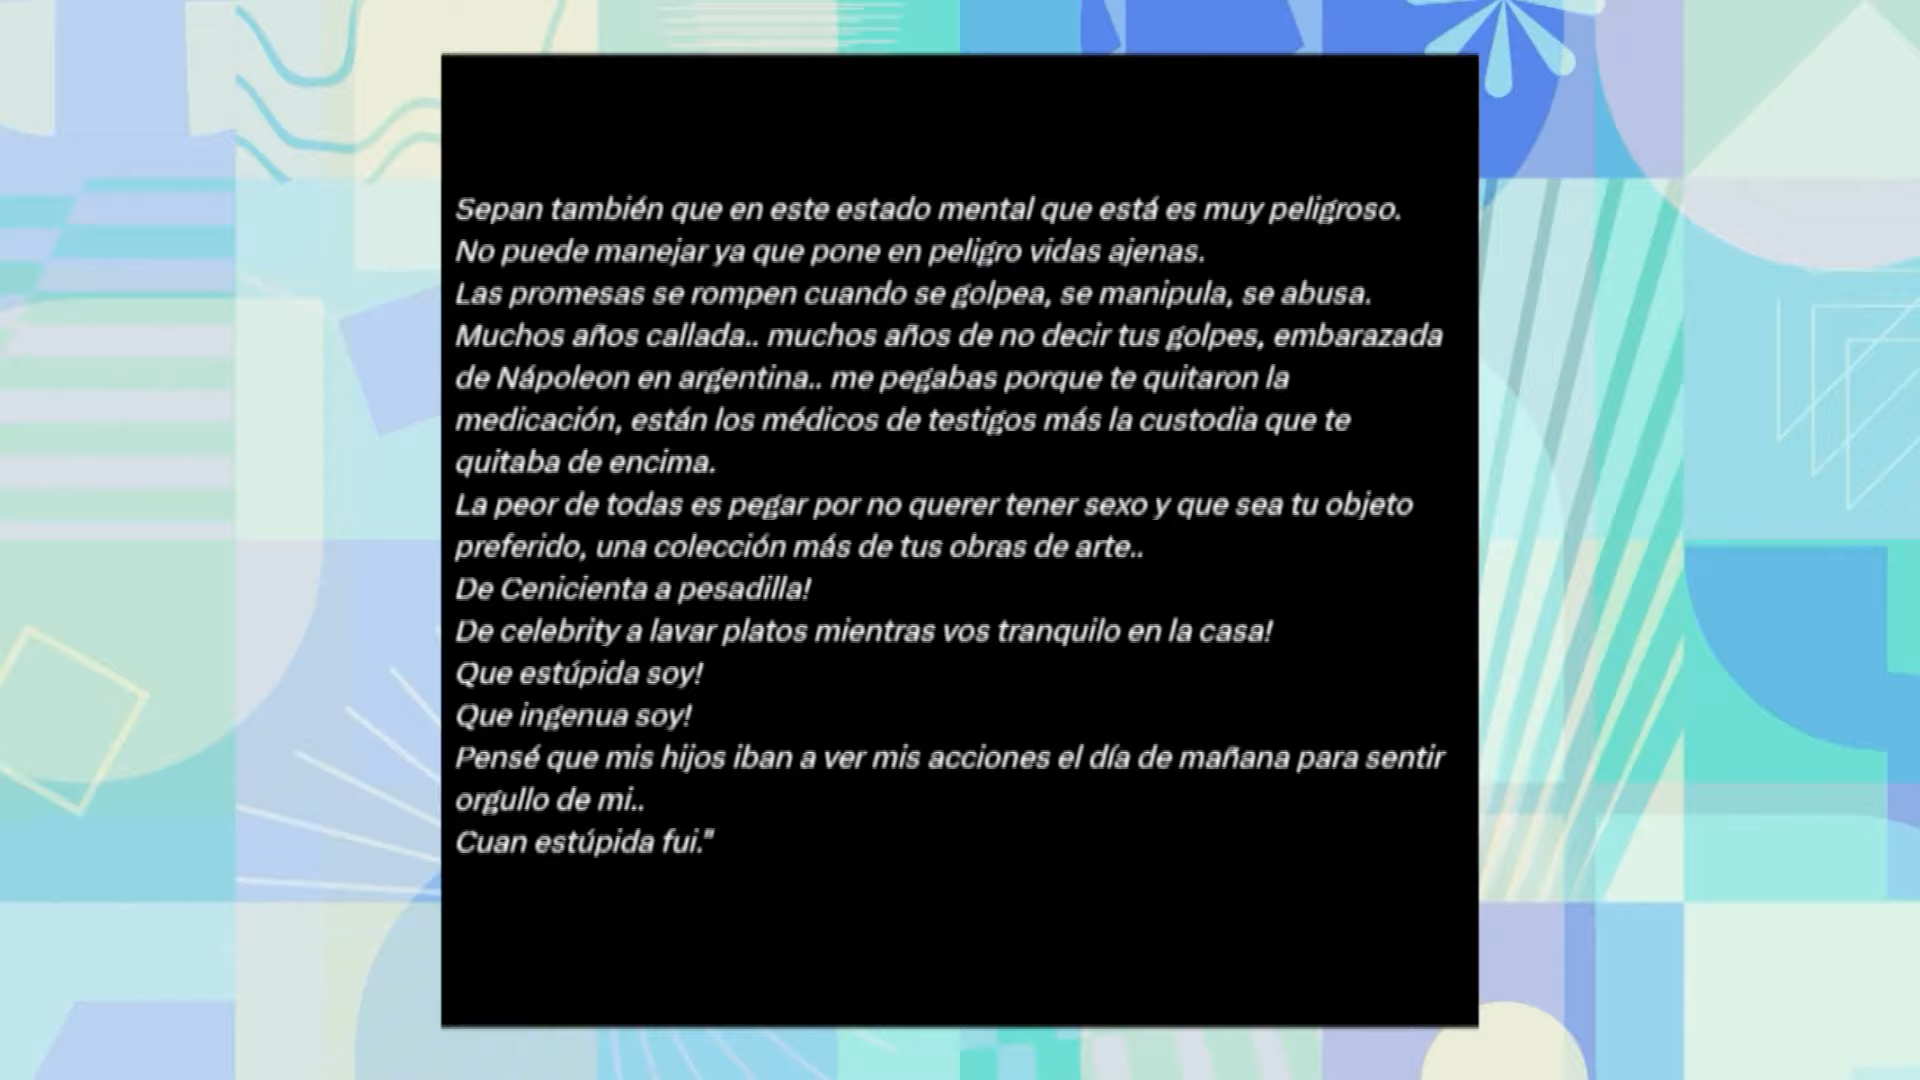 Sepan también que en este estado mental que está es muy peligroso.
No puede manejar ya que pone en peligro vidas ajenas.
Las promesas se rompen cuando se golpea, se manipula, se abusa.
Muchos años callada.. muchos años de no decir tus golpes, embarazada
de Nápoleon en argentina.. me pegabas porque te quitaron la
medicación, están los médicos de testigos más la custodia que te
quitaba de encima.
La peor de todas es pegar por no querer tener sexo y que sea tu objeto
preferido, una colección más de tus obras de arte..
De Cenicienta a pesadilla!
De celebrity a lavar platos mientras vos tranquilo en la casa!
Que estúpida soy!
Que ingenua soy!
Pensé que mis hijos iban a ver mis acciones el día de mañana para sentir
orgullo de mi..
Cuan estúpida fui."